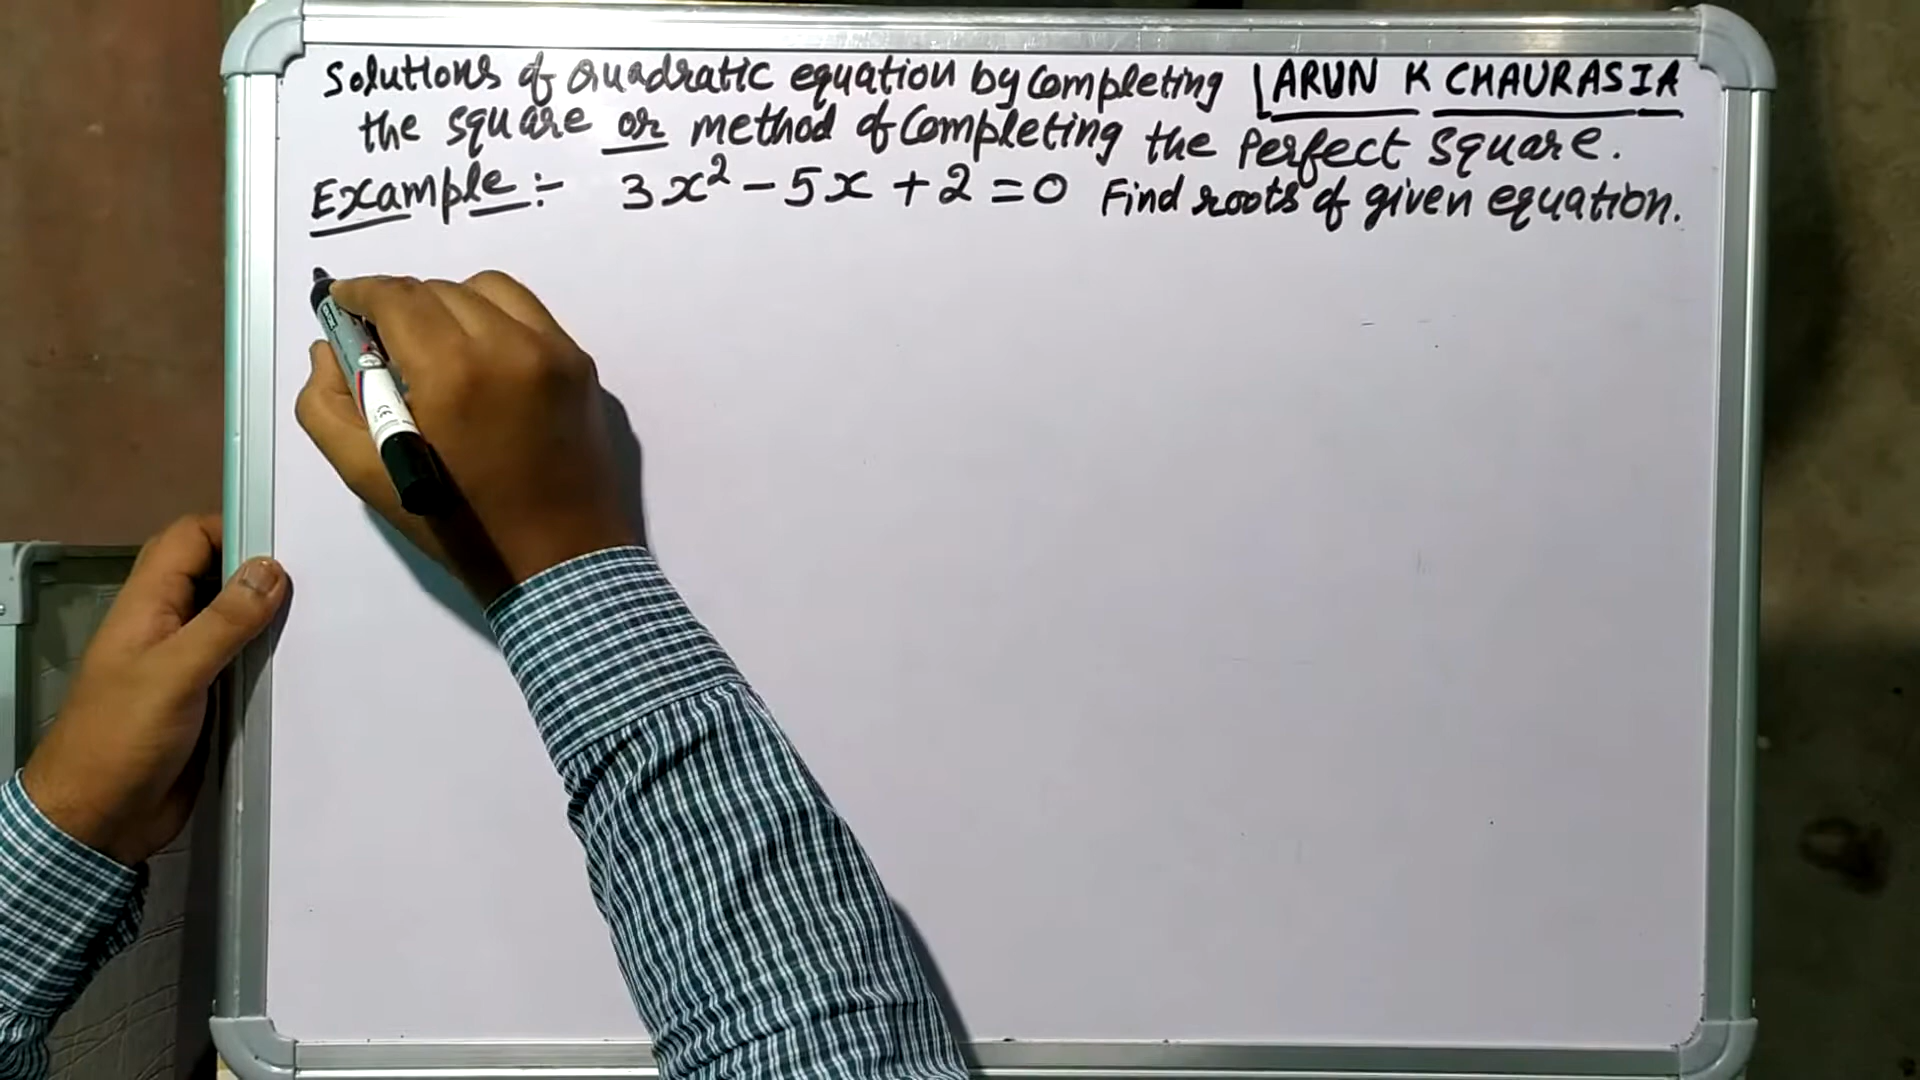 Solutions of Quadratic equation by Completing ARUN K CHAURASIA
the square or method of Completing the Perfect Square.
Example:- 3x² - 5x + 2 = 0 Find roots of given equation.